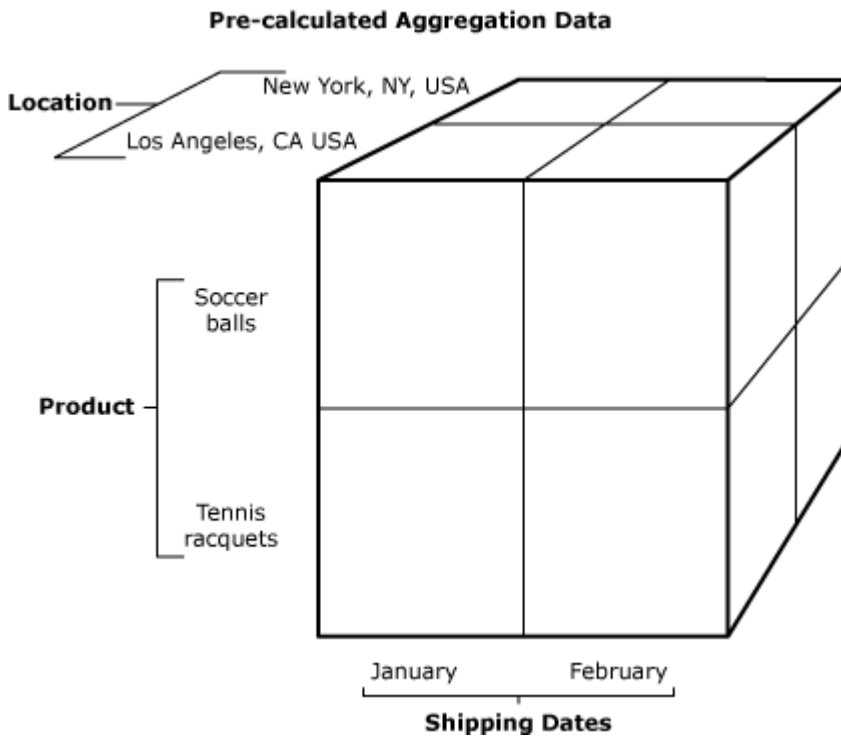 Pre-calculated Aggregation Data
New York, NY, USA
Location
Los Angeles, CA USA
Soccer
balls
Product
Tennis
racquets
January
February
Shipping Dates